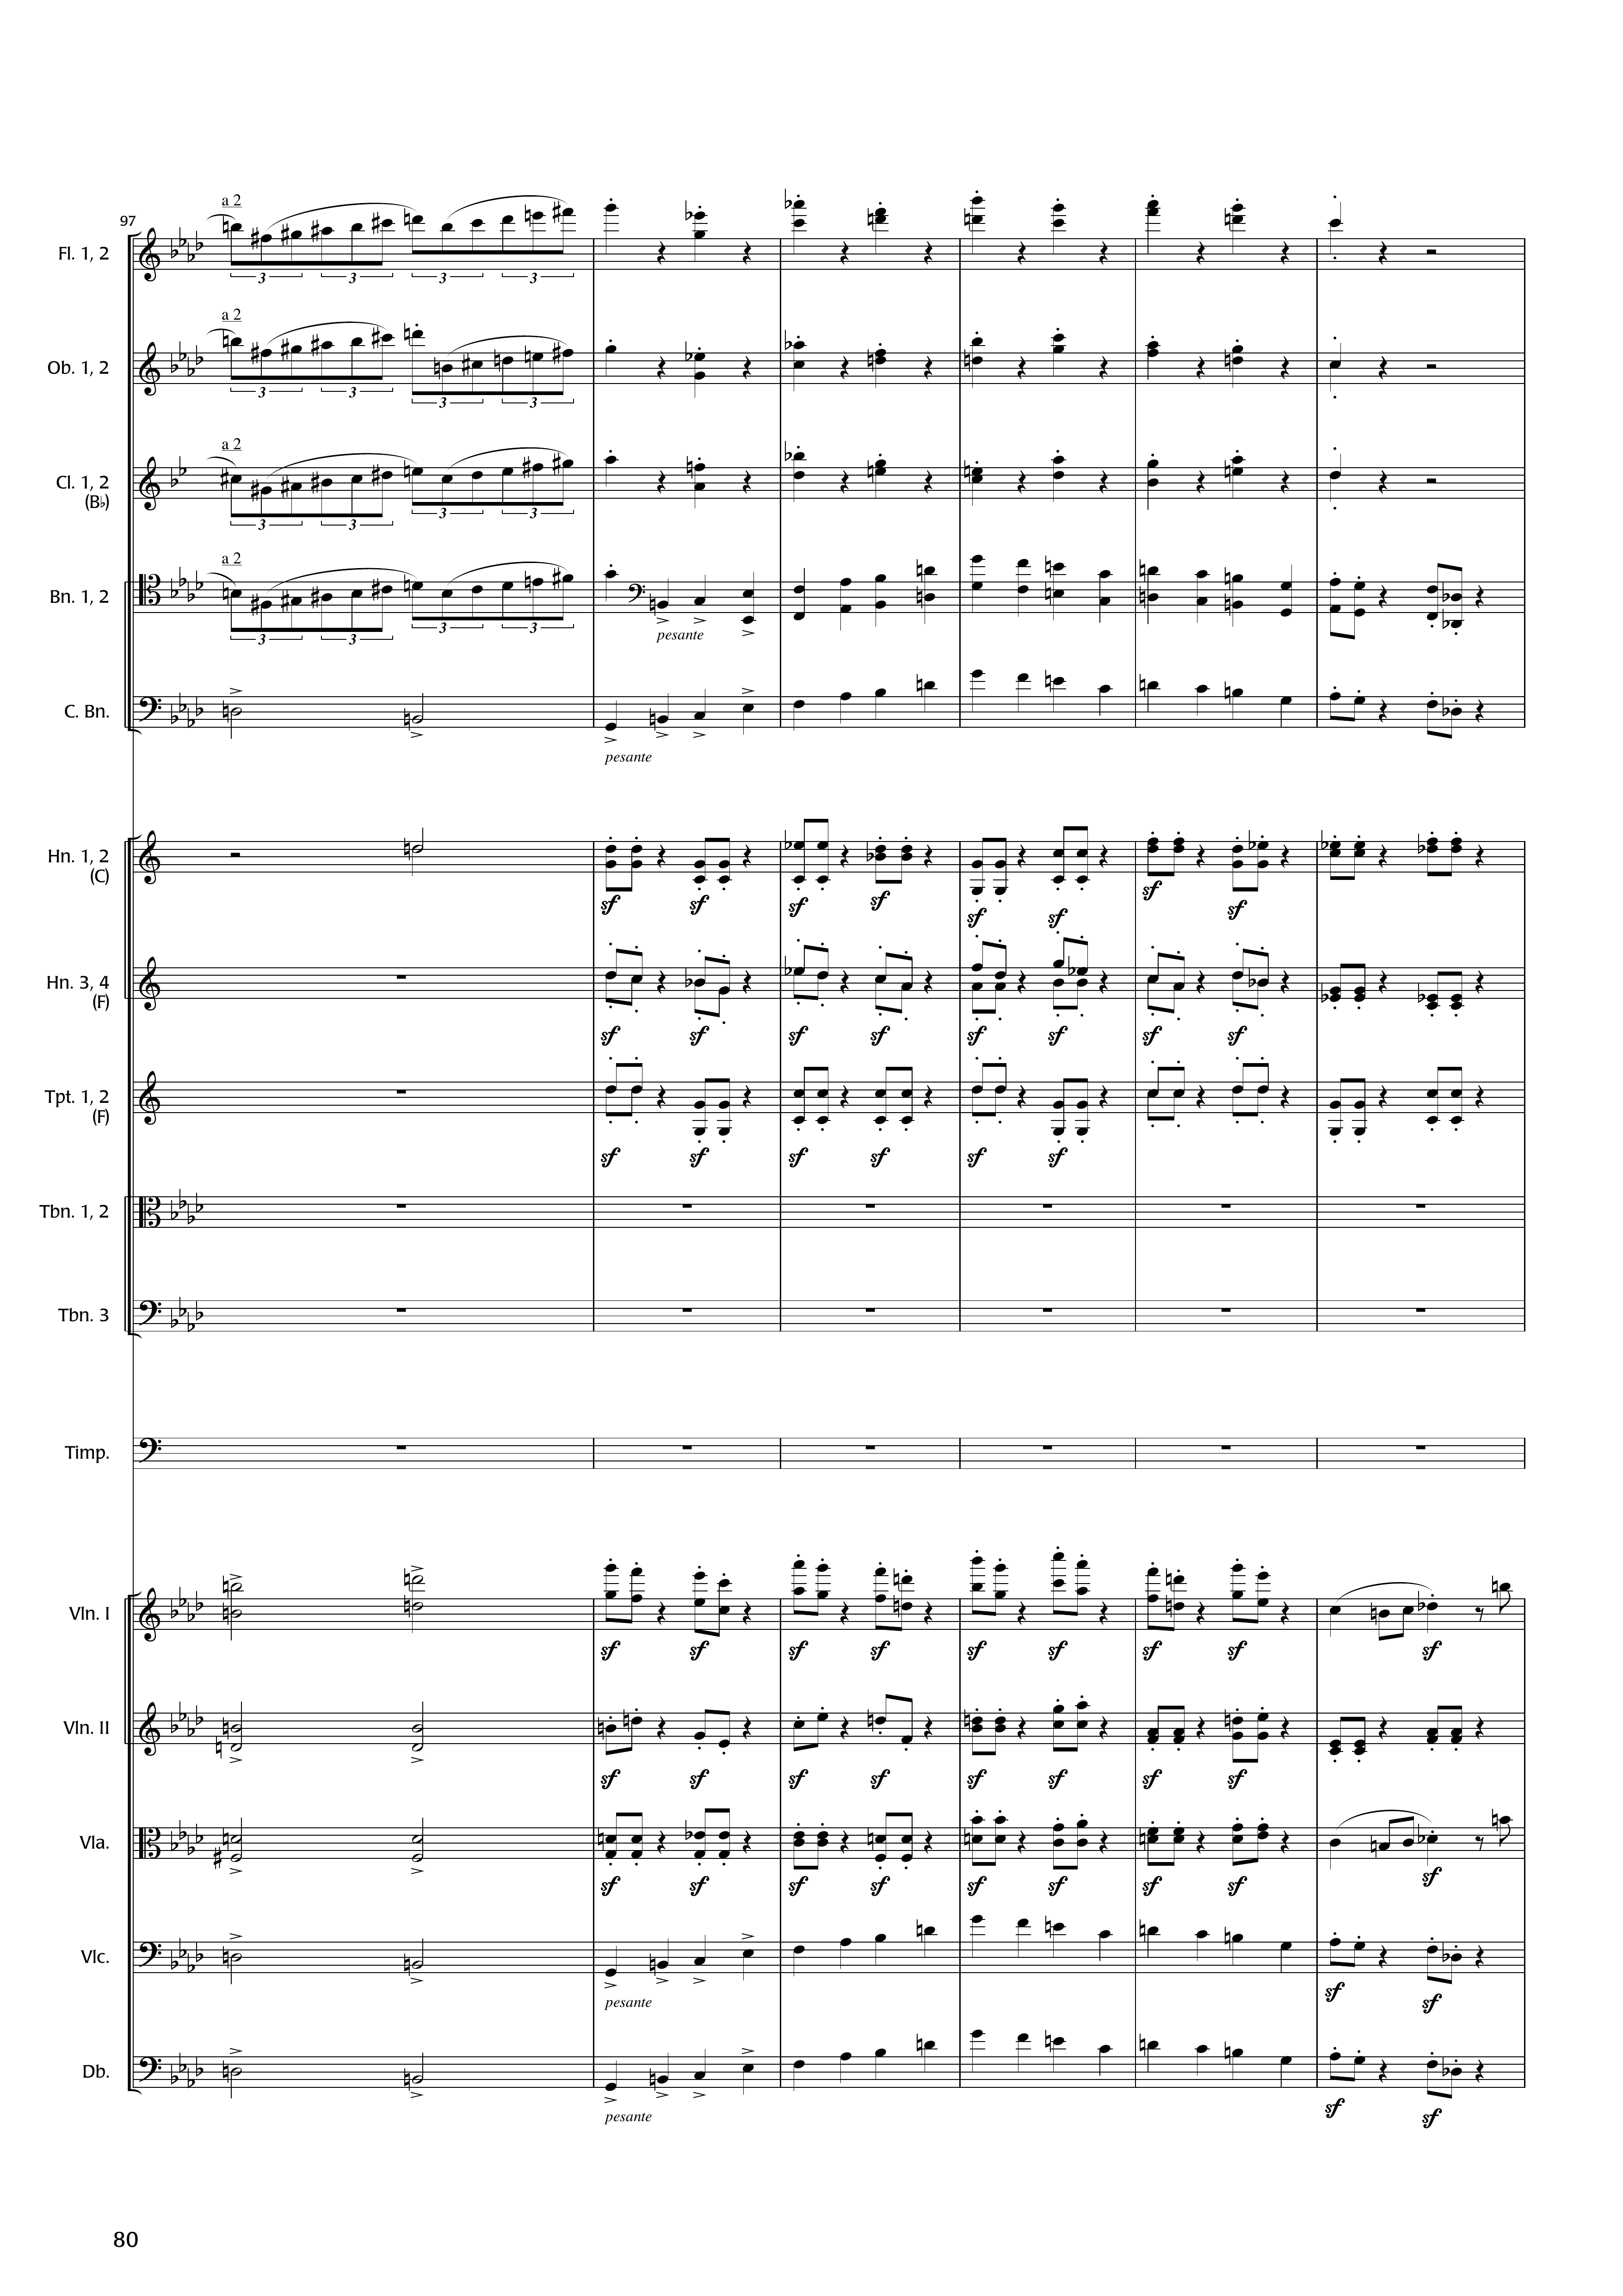 97
Fl. 1, 2
a 2
3 3 3 3
Ob. 1, 2
a 2
3 3 3 3
Cl. 1, 2
(B♭)
a 2
3 3 3 3
Bn. 1, 2
a 2
3 3 3 3
pesante
C. Bn.
pesante
Hn. 1, 2
(C)
sf sf sf sf sf sf sf sf
Hn. 3, 4
(F)
sf sf sf sf sf sf sf sf
Tpt. 1, 2
(F)
sf sf sf sf sf sf
Tbn. 1, 2
Tbn. 3
Timp.
Vln. I
sf sf sf sf sf sf sf sf sf
Vln. II
sf sf sf sf sf sf sf sf
Vla.
sf sf sf sf sf sf sf sf sf
Vlc.
pesante
sf sf
Db.
pesante
sf sf
80